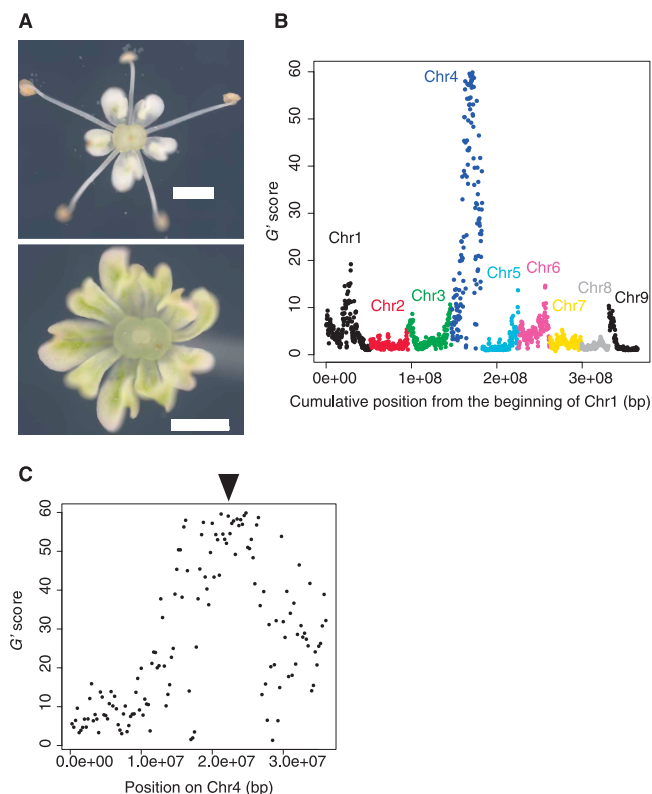 A
B
G' score
60
50
40
30
20
10
0
Chr1
Chr2
Chr3
Chr4
Chr5
Chr6
Chr7
Chr8
Chr9
0e+00 1e+08 2e+08 3e+08
Cumulative position from the beginning of Chr1 (bp)
C
G' score
60
50
40
30
20
10
0
0.0e+00 1.0e+07 2.0e+07 3.0e+07
Position on Chr4 (bp)